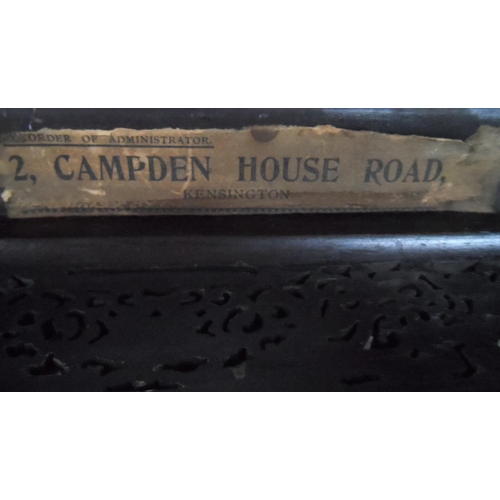 ORDER OF ADMINISTRATOR.
2, CAMPDEN HOUSE ROAD,
KENSINGTON